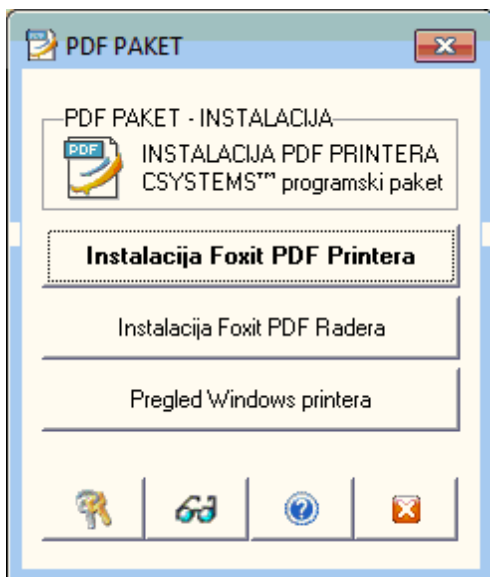 PDF PAKET
PDF PAKET - INSTALACIJA
PDF
INSTALACIJA PDF PRINTERA
CSYSTEMS™ programski paket
Instalacija Foxit PDF Printera
Instalacija Foxit PDF Radera
Pregled Windows printera